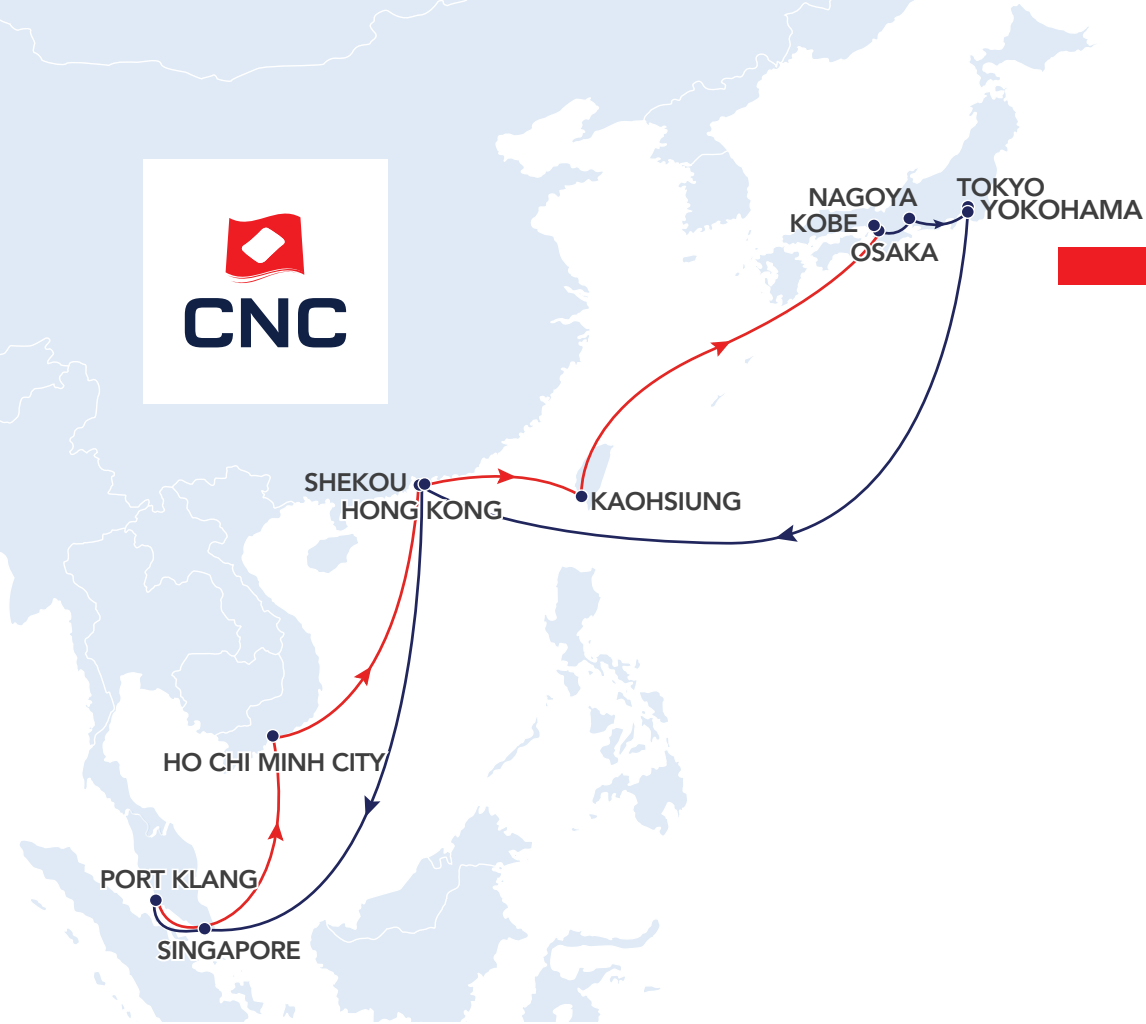 TOKYO
NAGOYA
YOKOHAMA
KOBE
OSAKA
CNC
SHEKOU
HONG KONG
KAOHSIUNG
HO CHI MINH CITY
PORT KLANG
SINGAPORE